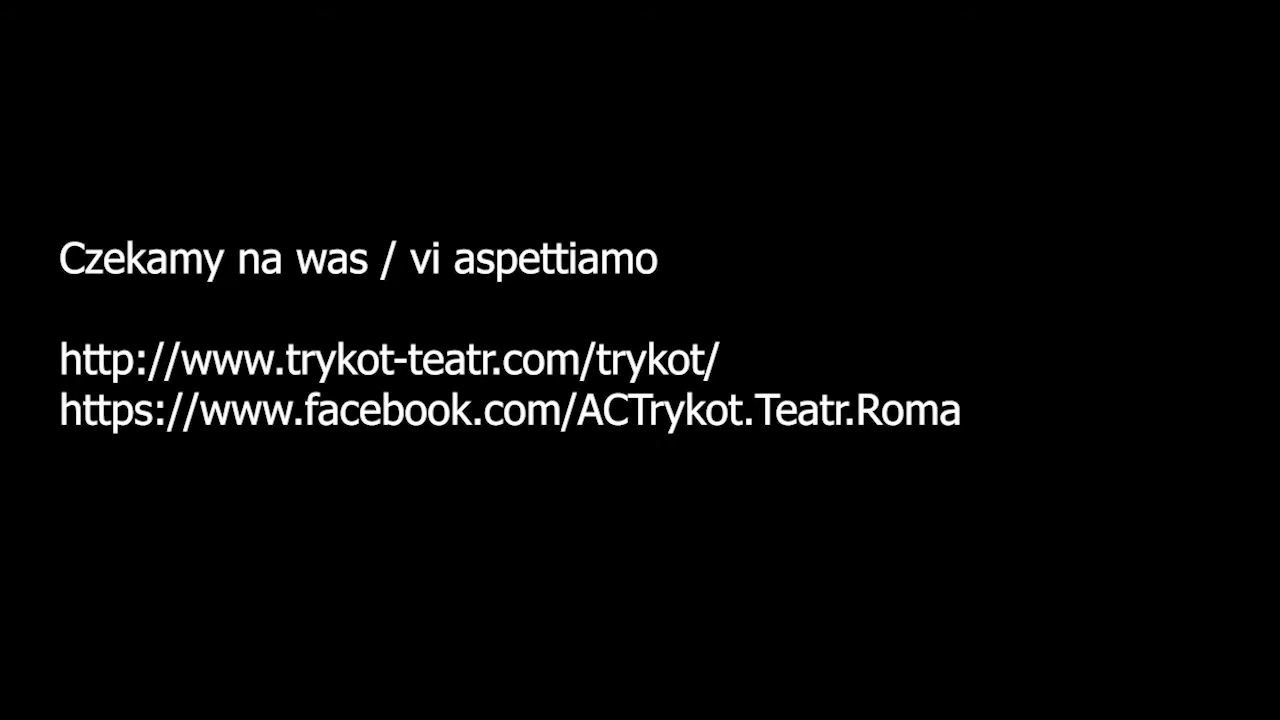 Czekamy na was / vi aspettiamo
http://www.trykot-teatr.com/trykot/
https://www.facebook.com/ACTrykot.Teatr.Roma